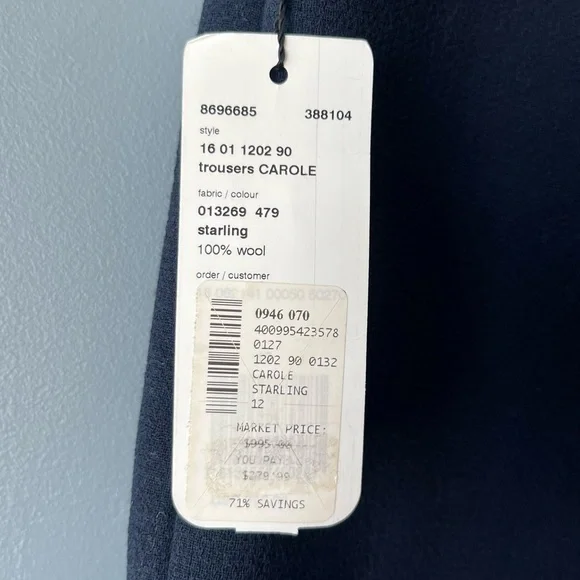 8696685 388104
style
16 01 1202 90
trousers CAROLE
fabric / colour
013269 479
starling
100% wool
order / customer
0946 070
400995423578
0127
1202 90 0132
CAROLE
STARLING
12
MARKET PRICE:
YOU PAY
71% SAVINGS